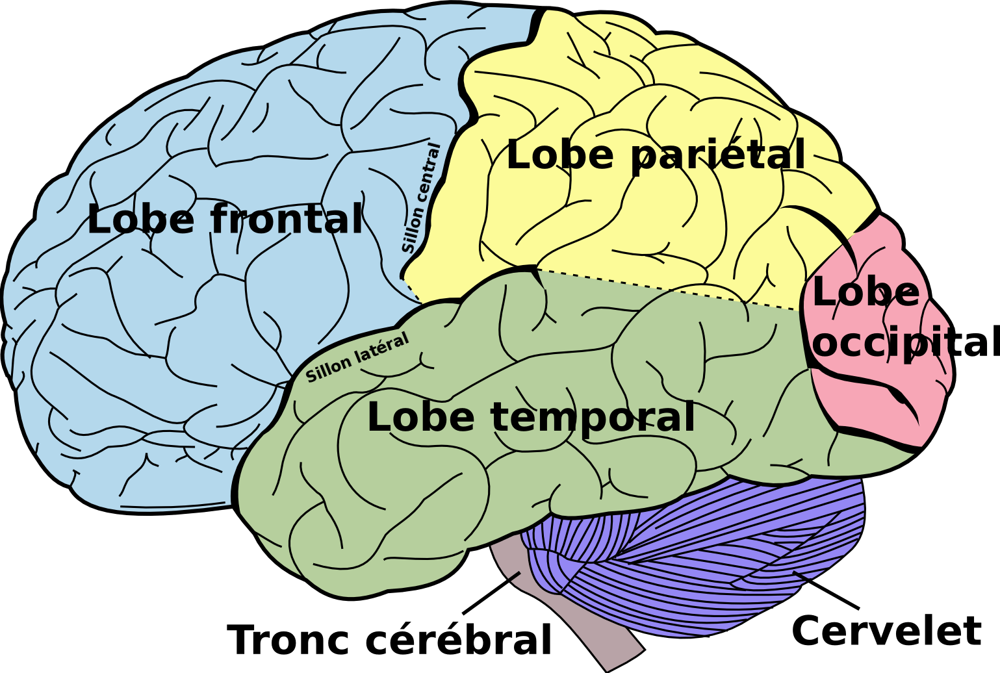 Lobe pariétal
Sillon central
Lobe frontal
Lobe
occipital
Sillon latéral
Lobe temporal
Tronc cérébral
Cervelet